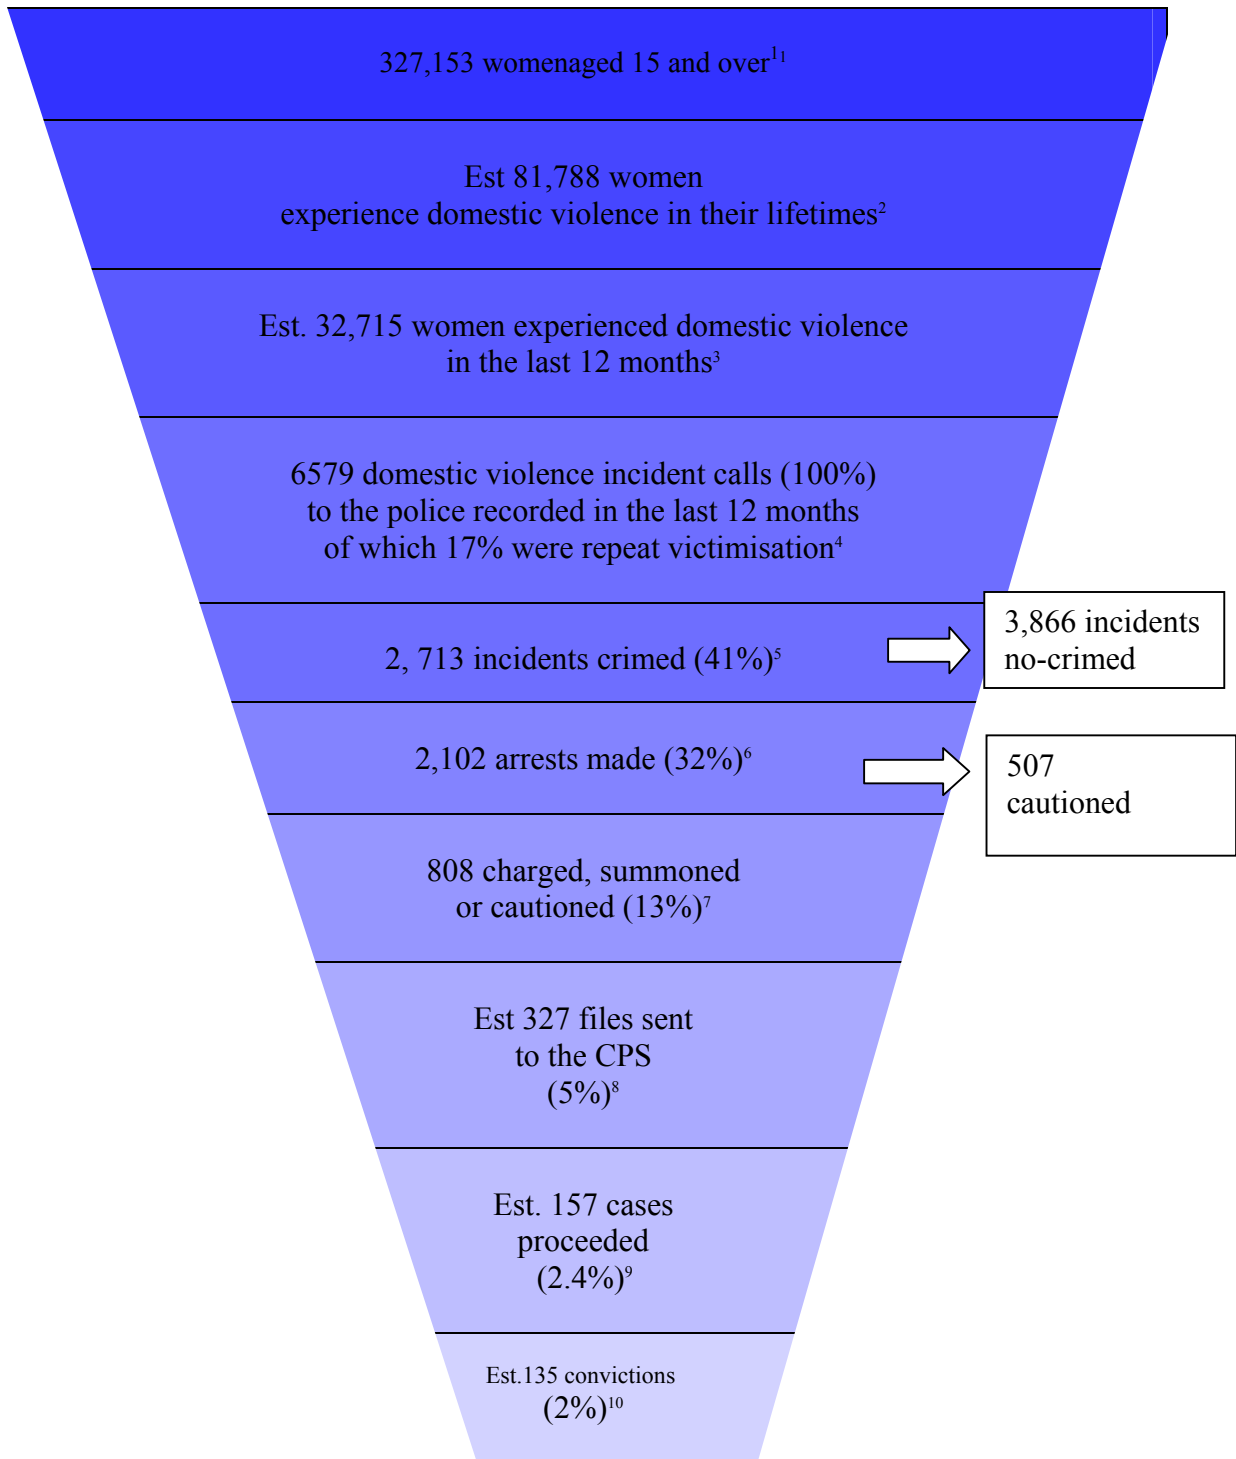 327,153 womenaged 15 and over¹1
Est 81,788 women
experience domestic violence in their lifetimes²
Est. 32,715 women experienced domestic violence
in the last 12 months³
6579 domestic violence incident calls (100%)
to the police recorded in the last 12 months
of which 17% were repeat victimisation⁴
2, 713 incidents crimed (41%)⁵
3,866 incidents
no-crimed
2,102 arrests made (32%)⁶
507
cautioned
808 charged, summoned
or cautioned (13%)⁷
Est 327 files sent
to the CPS
(5%)⁸
Est. 157 cases
proceeded
(2.4%)⁹
Est.135 convictions
(2%)¹⁰